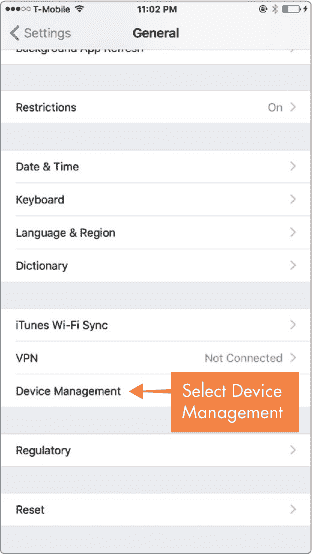 T-Mobile 11:02 PM
Settings General
Background App Refresh
Restrictions On
Date & Time
Keyboard
Language & Region
Dictionary
iTunes Wi-Fi Sync
VPN Not Connected
Device Management
Select Device
Management
Regulatory
Reset